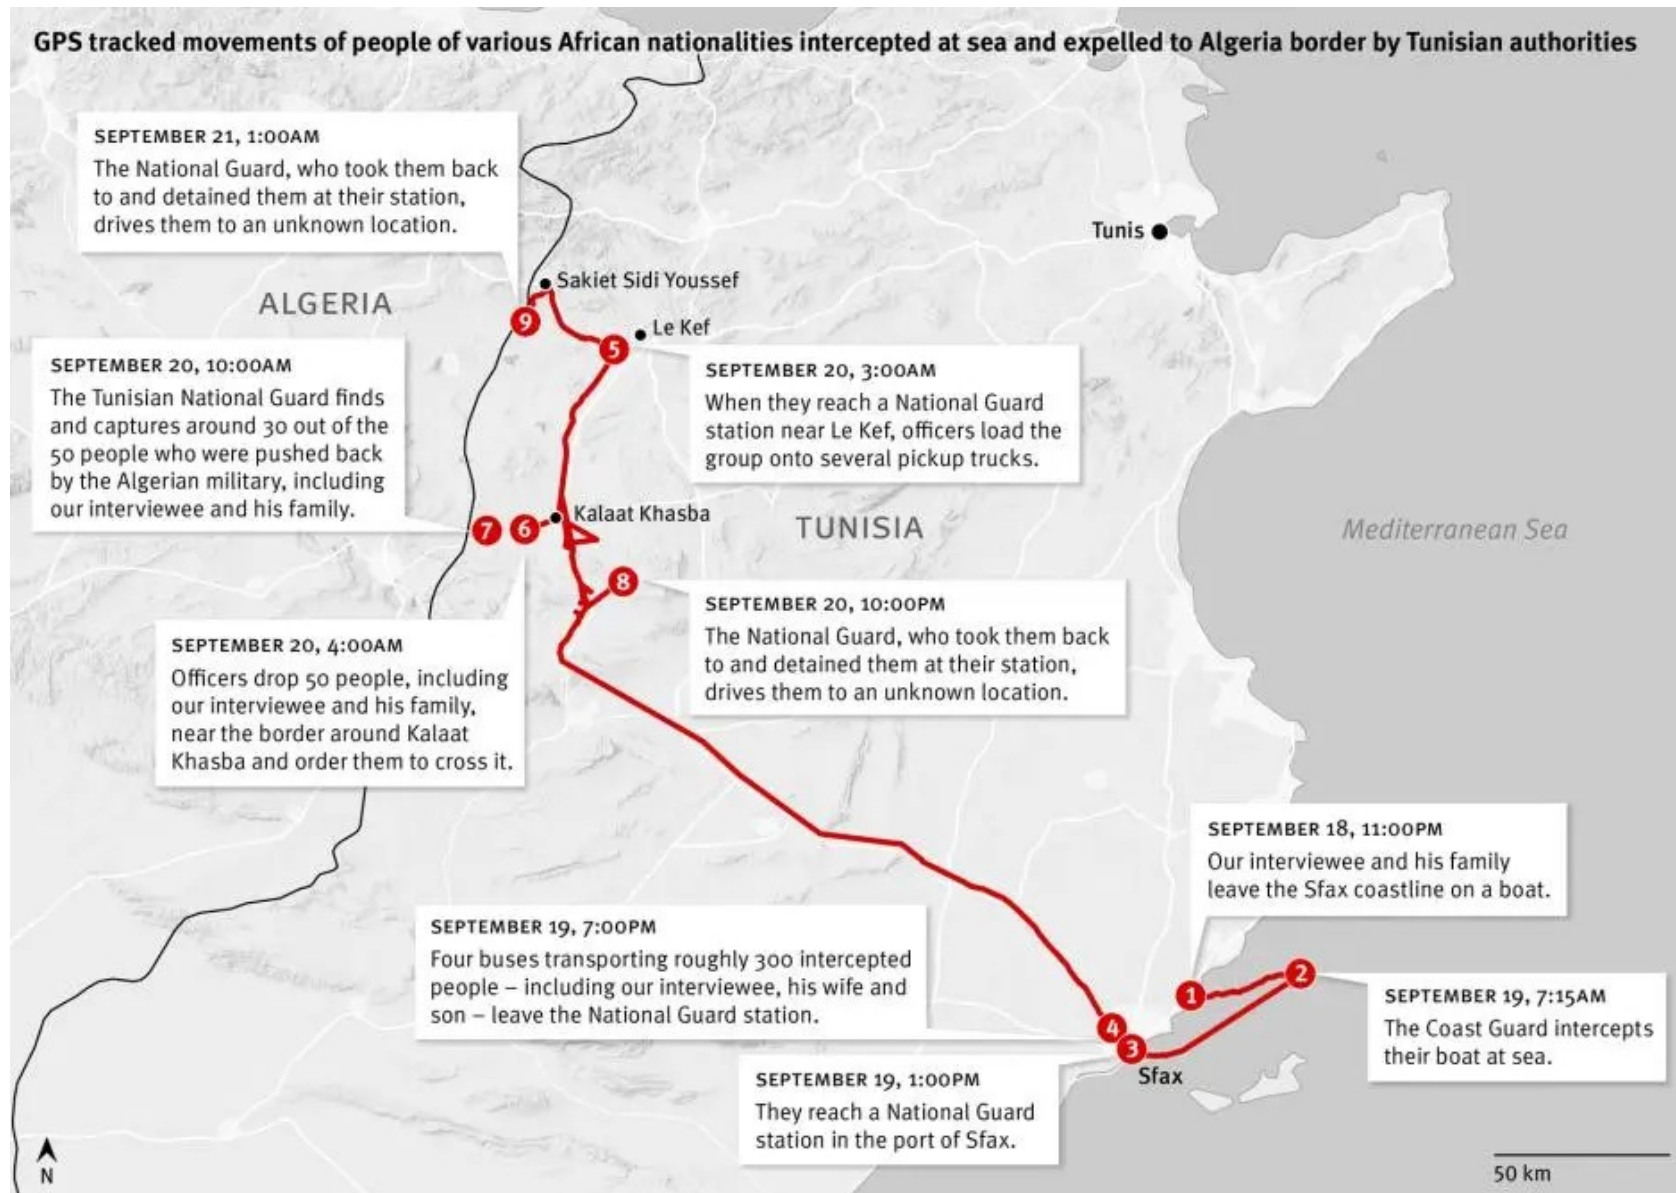 GPS tracked movements of people of various African nationalities intercepted at sea and expelled to Algeria border by Tunisian authorities
SEPTEMBER 21, 1:00AM
The National Guard, who took them back
to and detained them at their station,
drives them to an unknown location.
Tunis
Sakiet Sidi Youssef
ALGERIA
9
Le Kef
5
SEPTEMBER 20, 10:00AM
The Tunisian National Guard finds
and captures around 30 out of the
50 people who were pushed back
by the Algerian military, including
our interviewee and his family.
SEPTEMBER 20, 3:00AM
When they reach a National Guard
station near Le Kef, officers load the
group onto several pickup trucks.
7
6
Kalaat Khasba
TUNISIA
Mediterranean Sea
8
SEPTEMBER 20, 10:00PM
The National Guard, who took them back
to and detained them at their station,
drives them to an unknown location.
SEPTEMBER 20, 4:00AM
Officers drop 50 people, including
our interviewee and his family,
near the border around Kalaat
Khasba and order them to cross it.
SEPTEMBER 18, 11:00PM
Our interviewee and his family
leave the Sfax coastline on a boat.
SEPTEMBER 19, 7:00PM
Four buses transporting roughly 300 intercepted
people – including our interviewee, his wife and
son – leave the National Guard station.
1
2
SEPTEMBER 19, 7:15AM
The Coast Guard intercepts
their boat at sea.
4
3
Sfax
SEPTEMBER 19, 1:00PM
They reach a National Guard
station in the port of Sfax.
N
50 km